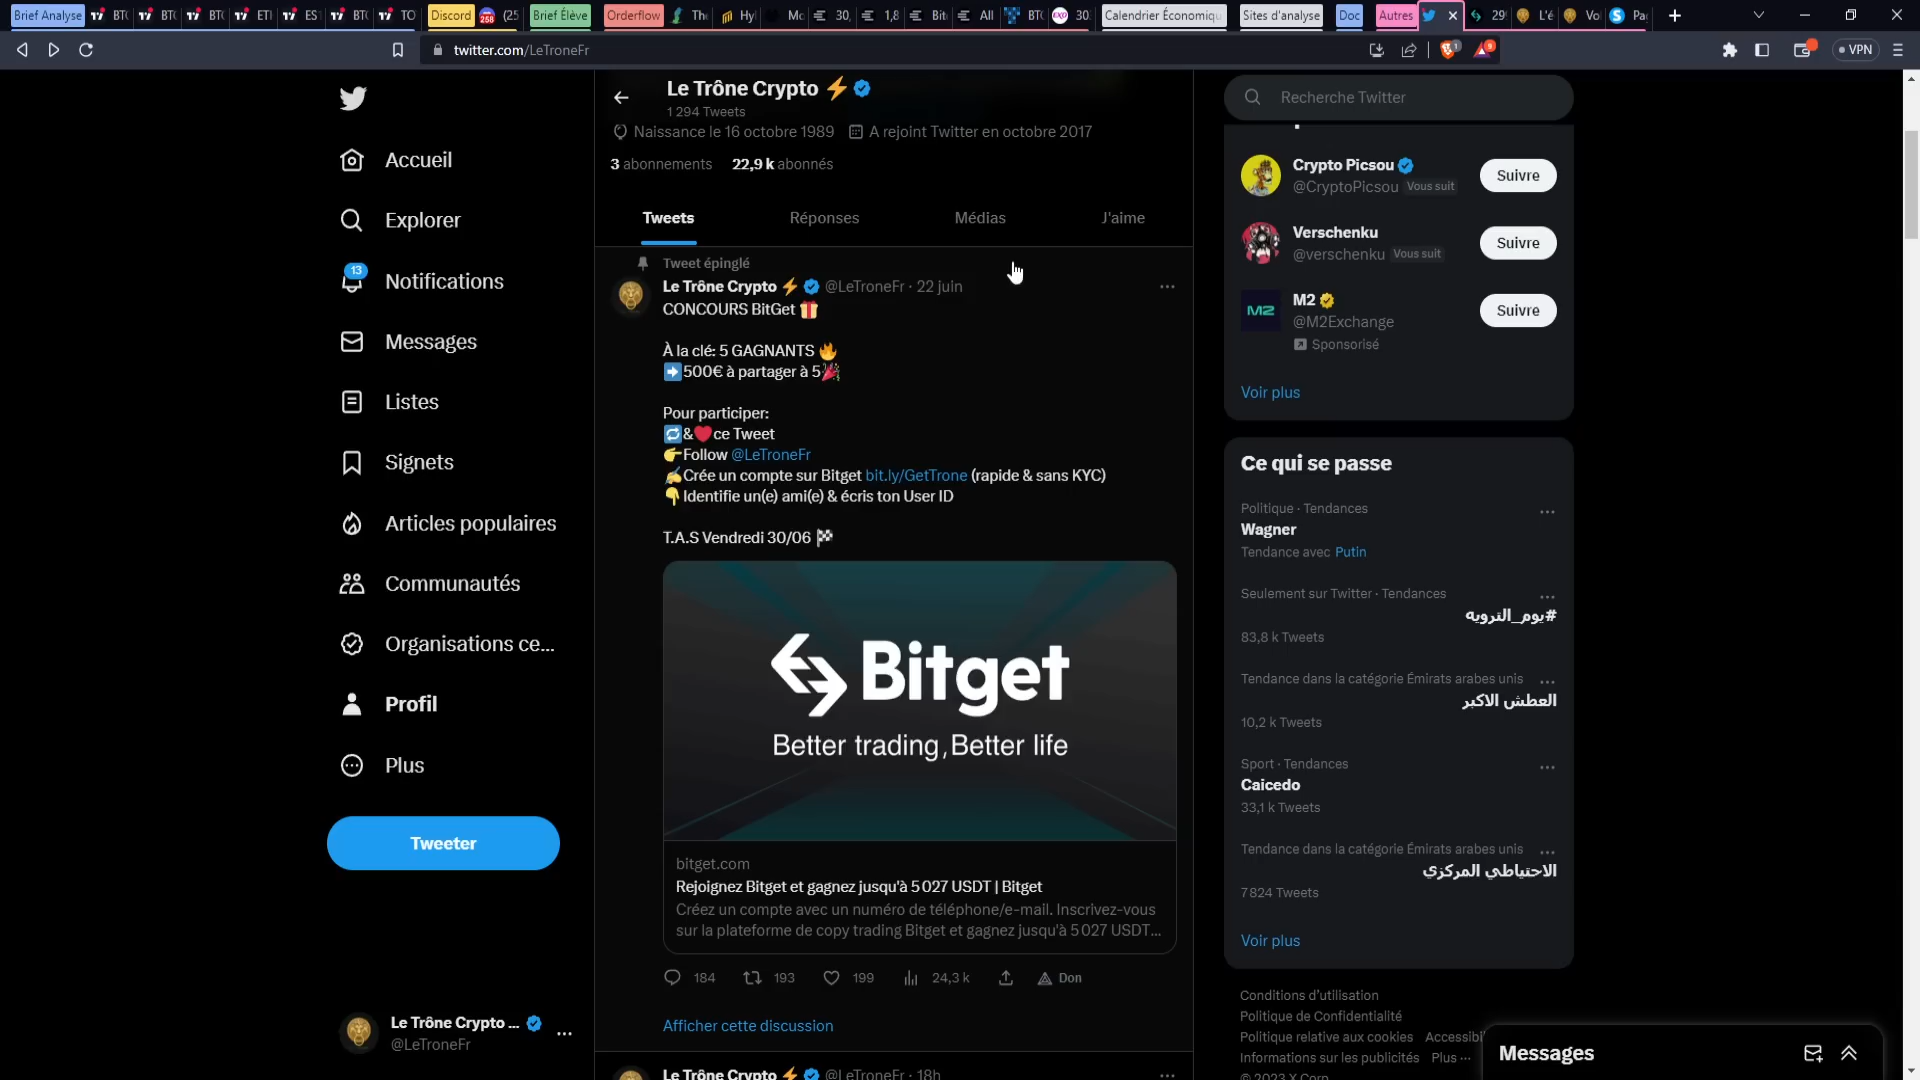 Brief Analyse
Discord
Brief Élève
Orderflow
Calendrier Économiqu
Sites d'analyse
Doc
Autres
twitter.com/LeTroneFr
VPN
Accueil
Explorer
13
Notifications
Messages
Listes
Signets
Articles populaires
Communautés
Organisations ce...
Profil
Plus
Tweeter
Le Trône Crypto ...
@LeTroneFr
Le Trône Crypto ⚡
1 294 Tweets
Naissance le 16 octobre 1989 A rejoint Twitter en octobre 2017
3 abonnements 22,9 k abonnés
Tweets Réponses Médias J'aime
Tweet épinglé
Le Trône Crypto ⚡ @LeTroneFr · 22 juin
CONCOURS BitGet 🎁
À la clé: 5 GAGNANTS 🔥
➡️500€ à partager à 5🎉
Pour participer:
🔁&❤️ce Tweet
👉Follow @LeTroneFr
✍️Crée un compte sur Bitget bit.ly/GetTrone (rapide & sans KYC)
👇Identifie un(e) ami(e) & écris ton User ID
T.A.S Vendredi 30/06 🏁
Bitget
Better trading, Better life
bitget.com
Rejoignez Bitget et gagnez jusqu'à 5 027 USDT | Bitget
Créez un compte avec un numéro de téléphone/e-mail. Inscrivez-vous
sur la plateforme de copy trading Bitget et gagnez jusqu'à 5 027 USDT...
184 193 199 24,3 k Don
Afficher cette discussion
Le Trône Crypto ⚡ @LeTroneFr · 18h
Recherche Twitter
Crypto Picsou
@CryptoPicsou Vous suit
Suivre
Verschenku
@verschenku Vous suit
Suivre
M2
@M2Exchange
Sponsorisé
Suivre
Voir plus
Ce qui se passe
Politique · Tendances
Wagner
Tendance avec Putin
Seulement sur Twitter · Tendances
#يوم_الترويه
83,8 k Tweets
Tendance dans la catégorie Émirats arabes unis
العطش الاكبر
10,2 k Tweets
Sport · Tendances
Caicedo
33,1 k Tweets
Tendance dans la catégorie Émirats arabes unis
الاحتياطي المركزي
7 824 Tweets
Voir plus
Conditions d'utilisation
Politique de Confidentialité
Politique relative aux cookies Accessibi
Informations sur les publicités Plus ...
© 2023 X Corp.
Messages